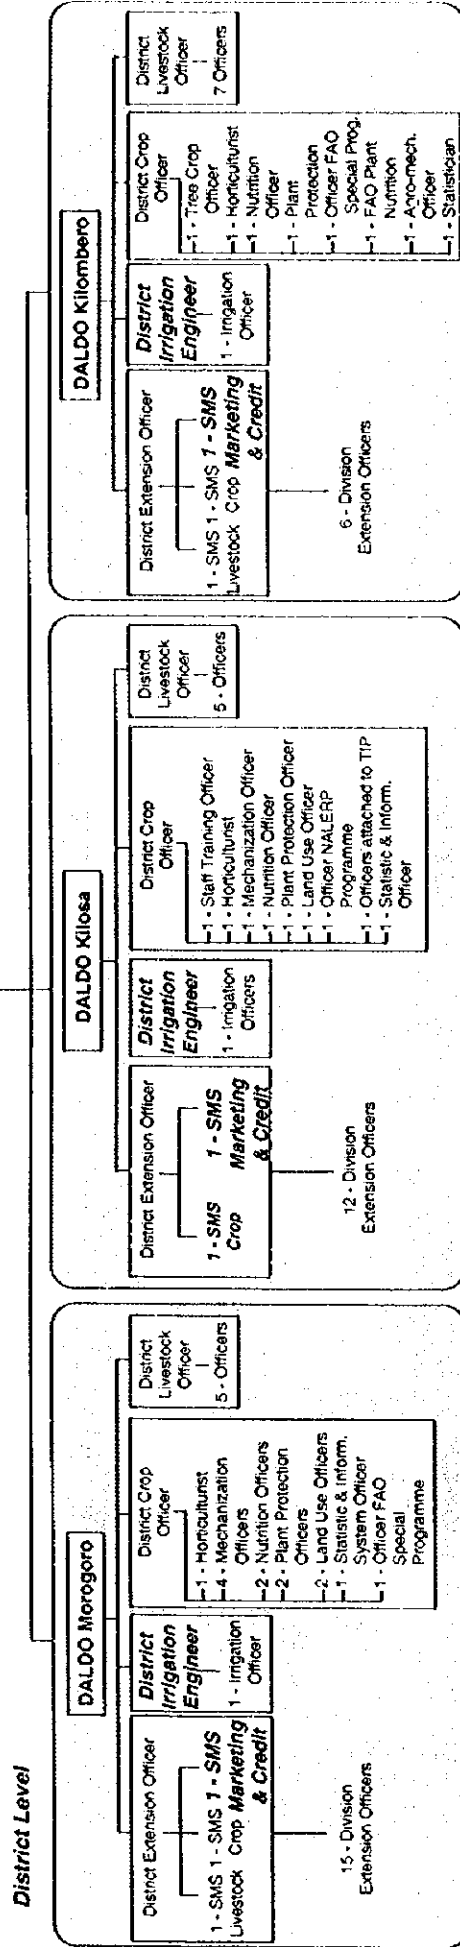 District Level
DALDO Morogoro
District Extension Officer
1 - SMS 1 - SMS 1 - SMS
Livestock Crop Marketing
& Credit
15 - Division
Extension Officers
District
Irrigation
Engineer
1 - Irrigation
Officer
District Crop
Officer
1 - Horticulturist
4 - Mechanization
Officers
2 - Nutrition Officers
2 - Plant Protection
Officers
2 - Land Use Officers
1 - Statistic & Inform.
System Officer
1 - Officer FAO
Special
Programme
District
Livestock
Officer
5 - Officers
DALDO Kilosa
District Extension Officer
1 - SMS 1 - SMS
Crop Marketing
& Credit
12 - Division
Extension Officers
District
Irrigation
Engineer
1 - Irrigation
Officers
District Crop
Officer
1 - Staff Training Officer
1 - Horticulturist
1 - Mechanization Officer
1 - Nutrition Officer
1 - Plant Protection Officer
1 - Land Use Officer
1 - Officer NALERP
Programme
1 - Officers attached to TIP
1 - Statistic & Inform.
Officer
District
Livestock
Officer
5 - Officers
DALDO Kilombero
District Extension Officer
1 - SMS 1 - SMS 1 - SMS
Livestock Crop Marketing
& Credit
6 - Division
Extension Officers
District
Irrigation
Engineer
1 - Irrigation
Officer
District Crop
Officer
1 - Tree Crop
Officer
1 - Horticulturist
1 - Nutrition
Officer
1 - Plant
Protection
1 - Officer FAO
Special Prog.
1 - FAO Plant
Nutrition
1 - Agro-mech.
Officer
1 - Statistician
District
Livestock
Officer
7 Officers